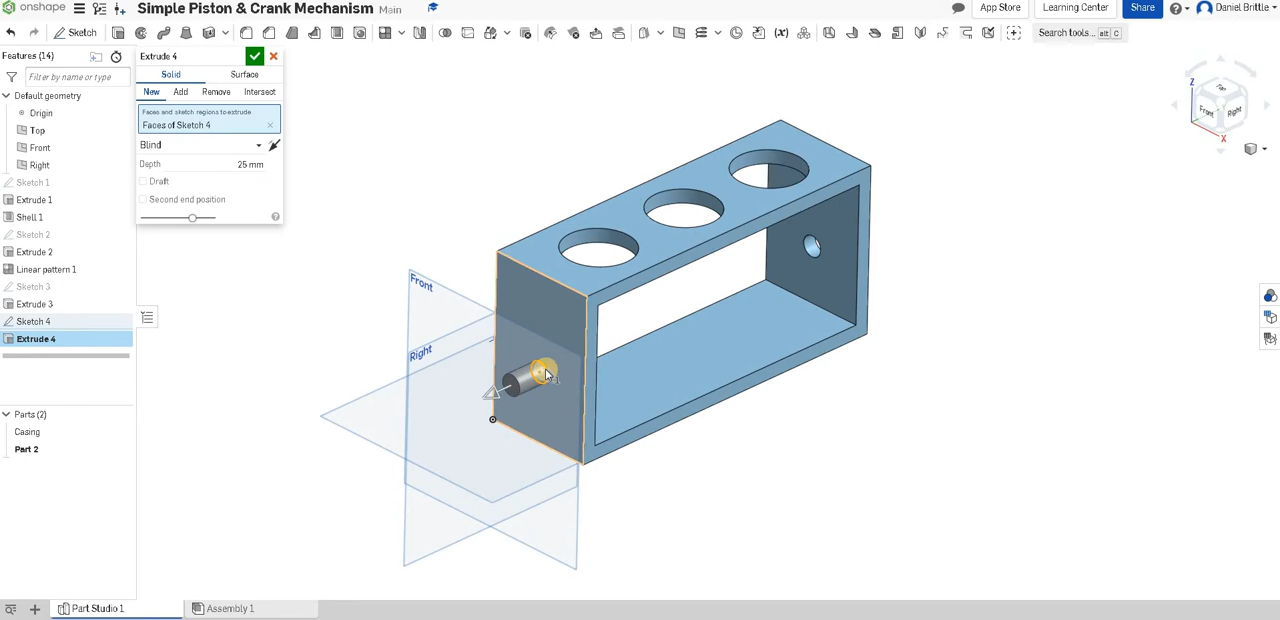 onshape Simple Piston & Crank Mechanism Main App Store Learning Center Share Daniel Brittle
Sketch Search tools... alt C
Features (14)
Filter by name or type
Default geometry
Origin
Top
Front
Right
Sketch 1
Extrude 1
Shell 1
Sketch 2
Extrude 2
Linear pattern 1
Sketch 3
Extrude 3
Sketch 4
Extrude 4
Parts (2)
Casing
Part 2
Extrude 4
Solid Surface
New Add Remove Intersect
Faces and sketch regions to extrude
Faces of Sketch 4
Blind
Depth 25 mm
Draft
Second end position
Front
Right
Z
Top
Front
Right
X
Part Studio 1 Assembly 1